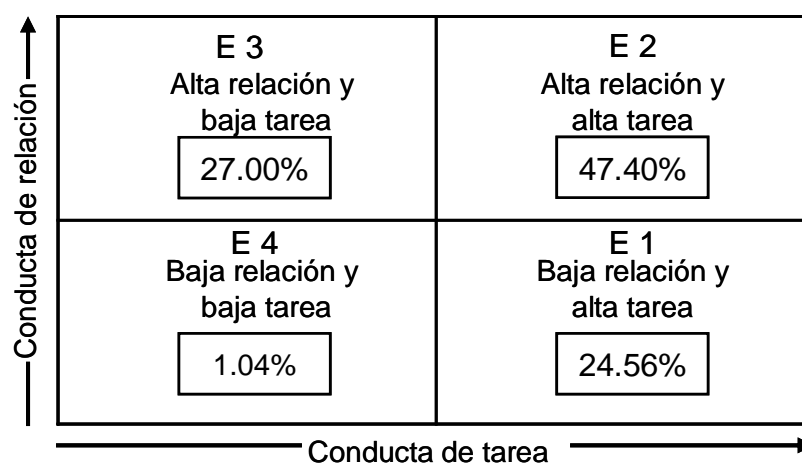 E 3
Alta relación y
baja tarea
27.00%
E 2
Alta relación y
alta tarea
47.40%
E 4
Baja relación y
baja tarea
1.04%
E 1
Baja relación y
alta tarea
24.56%
Conducta de relación
Conducta de tarea